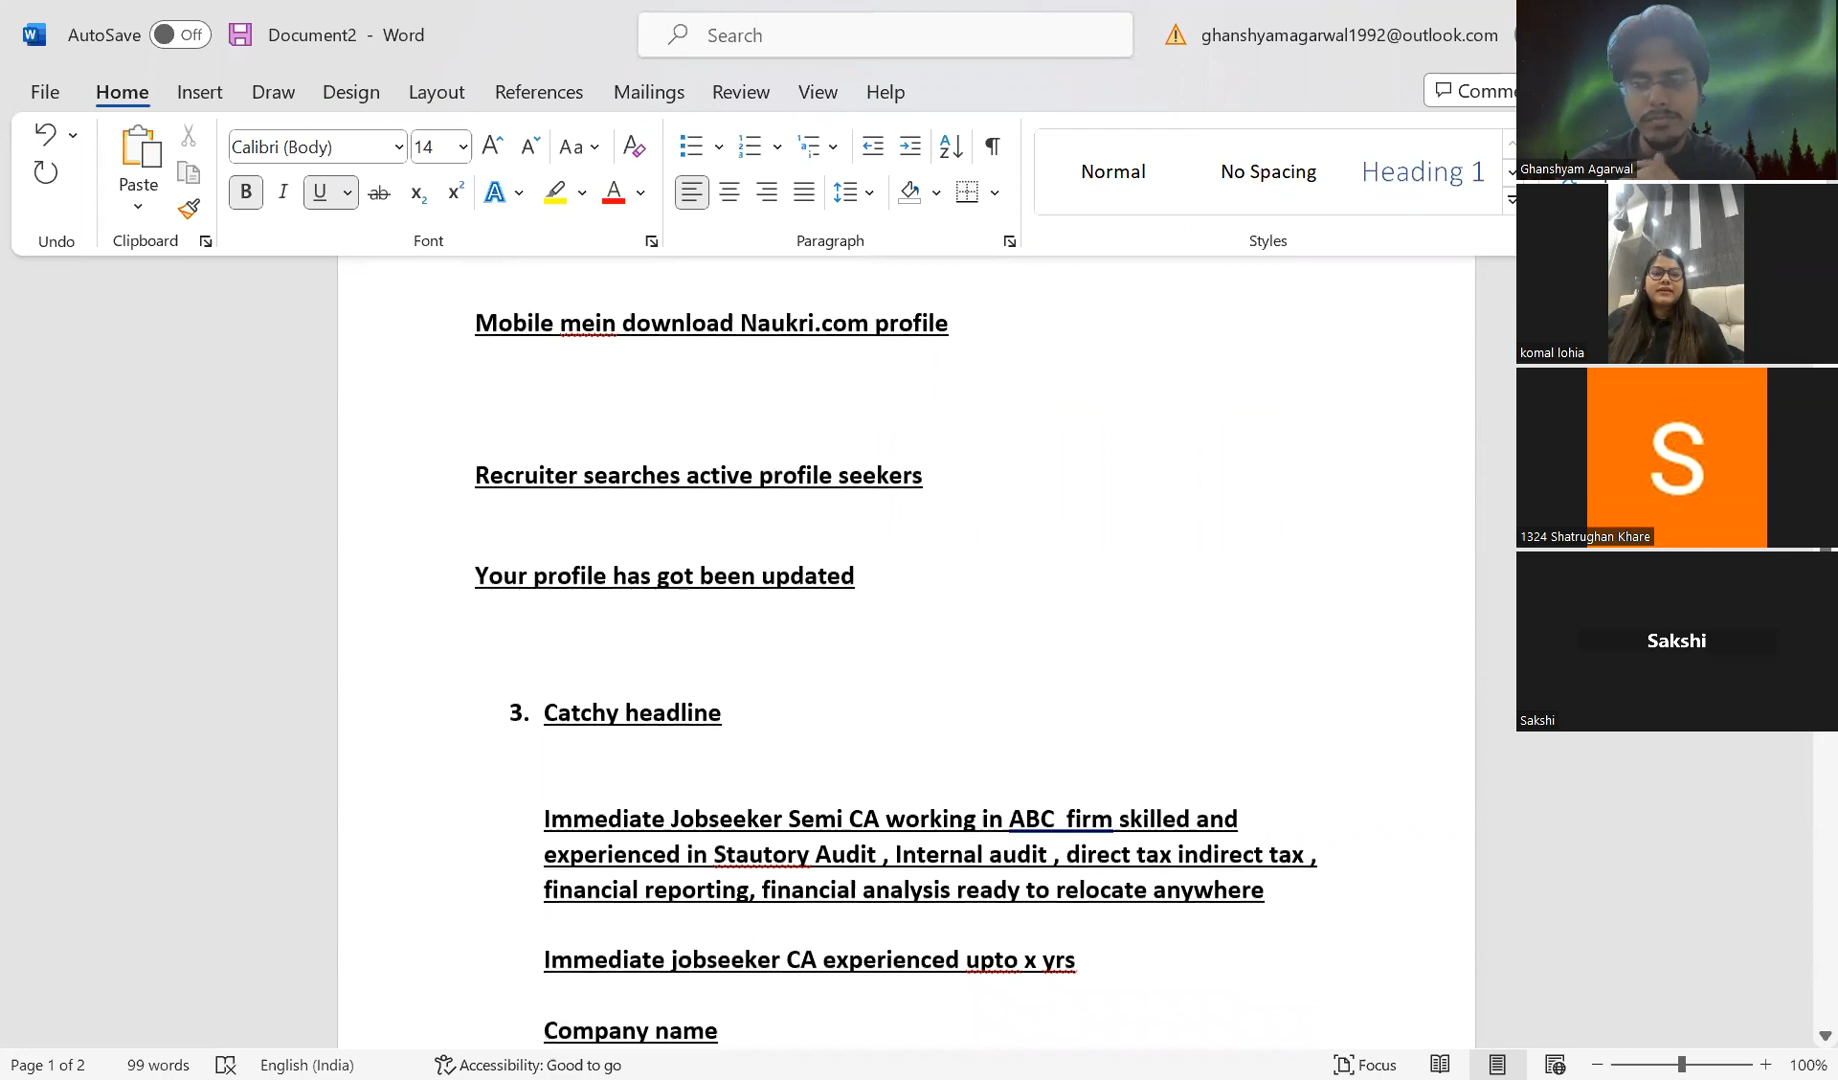 AutoSave Off Document2 - Word Search ghanshyamagarwal1992@outlook.com
File Home Insert Draw Design Layout References Mailings Review View Help
Calibri (Body) 14 Aa
Paste
B I U ab x2 x2 A A
Normal No Spacing Heading 1
Undo Clipboard Font Paragraph Styles
Ghanshyam Agarwal
komal lohia
S
1324 Shatrughan Khare
Sakshi
Sakshi
Mobile mein download Naukri.com profile
Recruiter searches active profile seekers
Your profile has got been updated
3. Catchy headline
Immediate Jobseeker Semi CA working in ABC firm skilled and
experienced in Stautory Audit , Internal audit , direct tax indirect tax ,
financial reporting, financial analysis ready to relocate anywhere
Immediate jobseeker CA experienced upto x yrs
Company name
Page 1 of 2 99 words English (India) Accessibility: Good to go Focus 100%